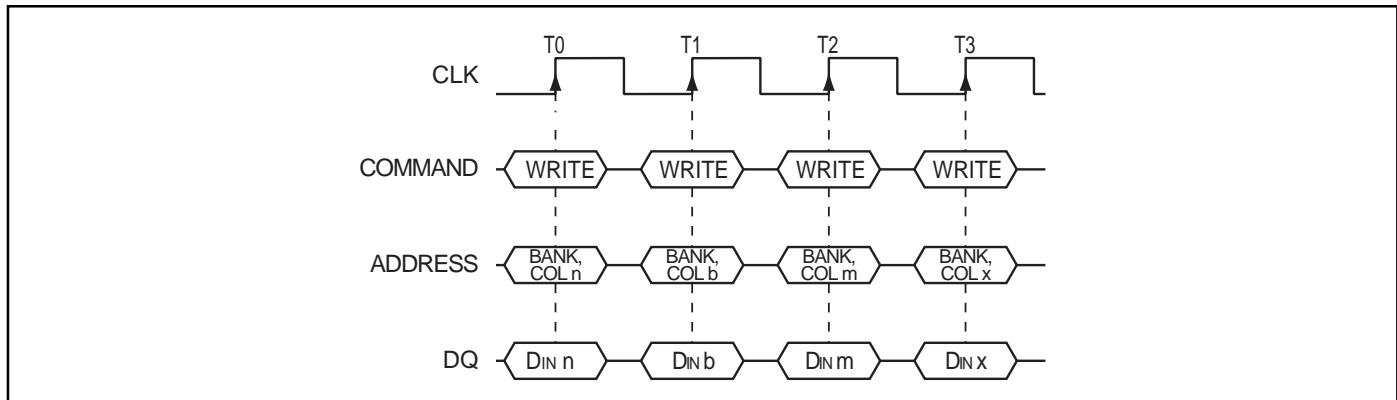 T0 T1 T2 T3
CLK
COMMAND WRITE WRITE WRITE WRITE
ADDRESS BANK, COL n BANK, COL b BANK, COL m BANK, COL x
DQ DIN n DIN b DIN m DIN x